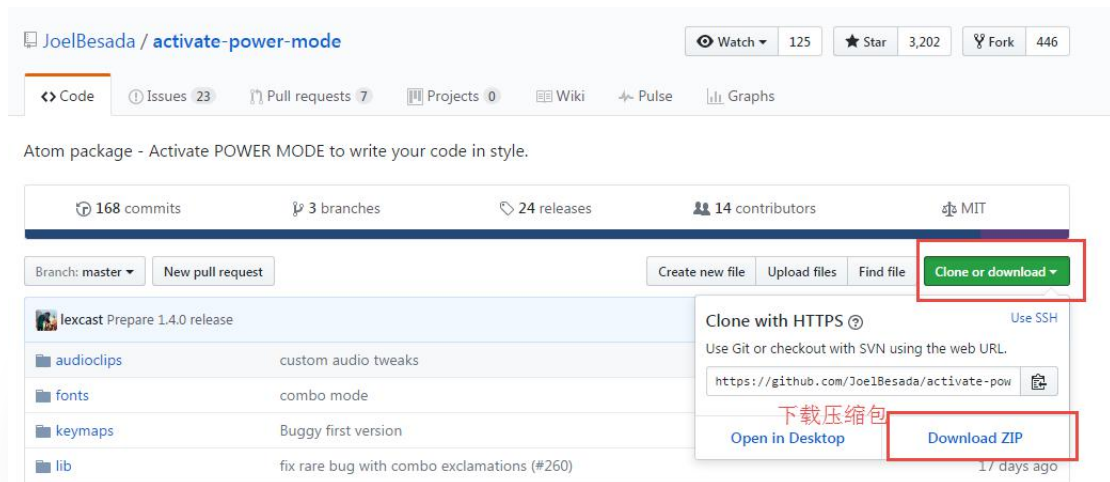 JoelBesada / activate-power-mode
Watch 125 Star 3,202 Fork 446
Code Issues 23 Pull requests 7 Projects 0 Wiki Pulse Graphs
Atom package - Activate POWER MODE to write your code in style.
168 commits 3 branches 24 releases 14 contributors MIT
Branch: master New pull request Create new file Upload files Find file Clone or download
lexcast Prepare 1.4.0 release
audioclips custom audio tweaks
fonts combo mode
keymaps Buggy first version
lib fix rare bug with combo exclamations (#260) 17 days ago
Clone with HTTPS Use SSH
Use Git or checkout with SVN using the web URL.
https://github.com/JoelBesada/activate-pow
下载压缩包
Open in Desktop Download ZIP